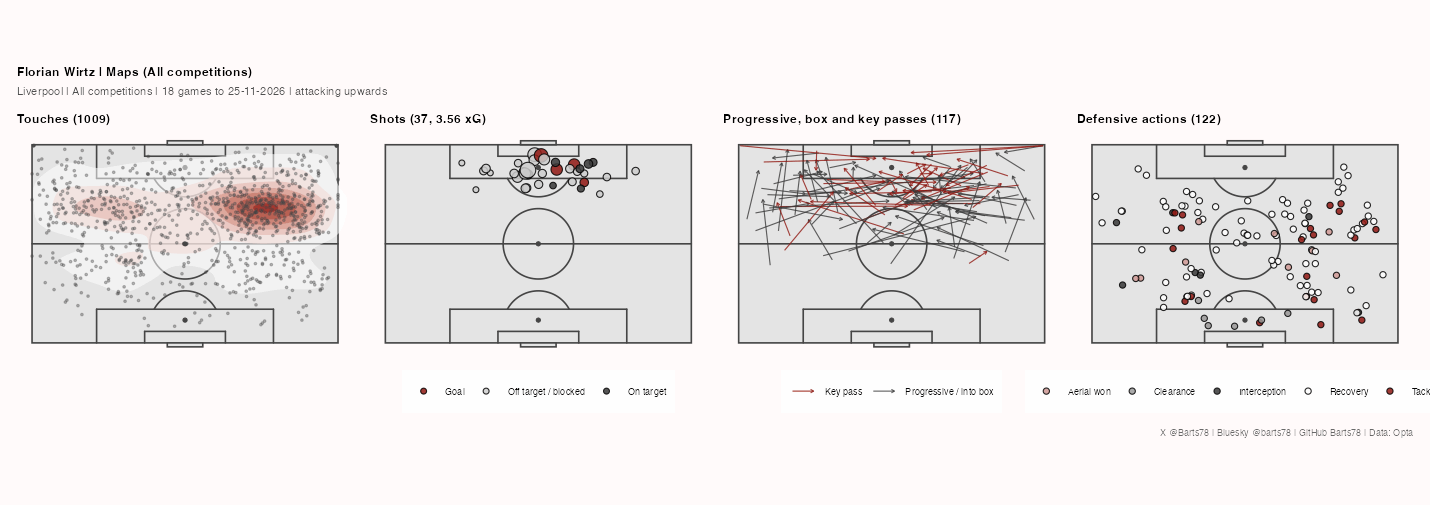 Florian Wirtz | Maps (All competitions)
Liverpool | All competitions | 18 games to 25-11-2026 | attacking upwards
Touches (1009)
Shots (37, 3.56 xG)
Progressive, box and key passes (117)
Defensive actions (122)
Goal
Off target / blocked
On target
Key pass
Progressive / into box
Aerial won
Clearance
Interception
Recovery
Tack
X @Barts78 | Bluesky @barts78 | GitHub Barts78 | Data: Opta